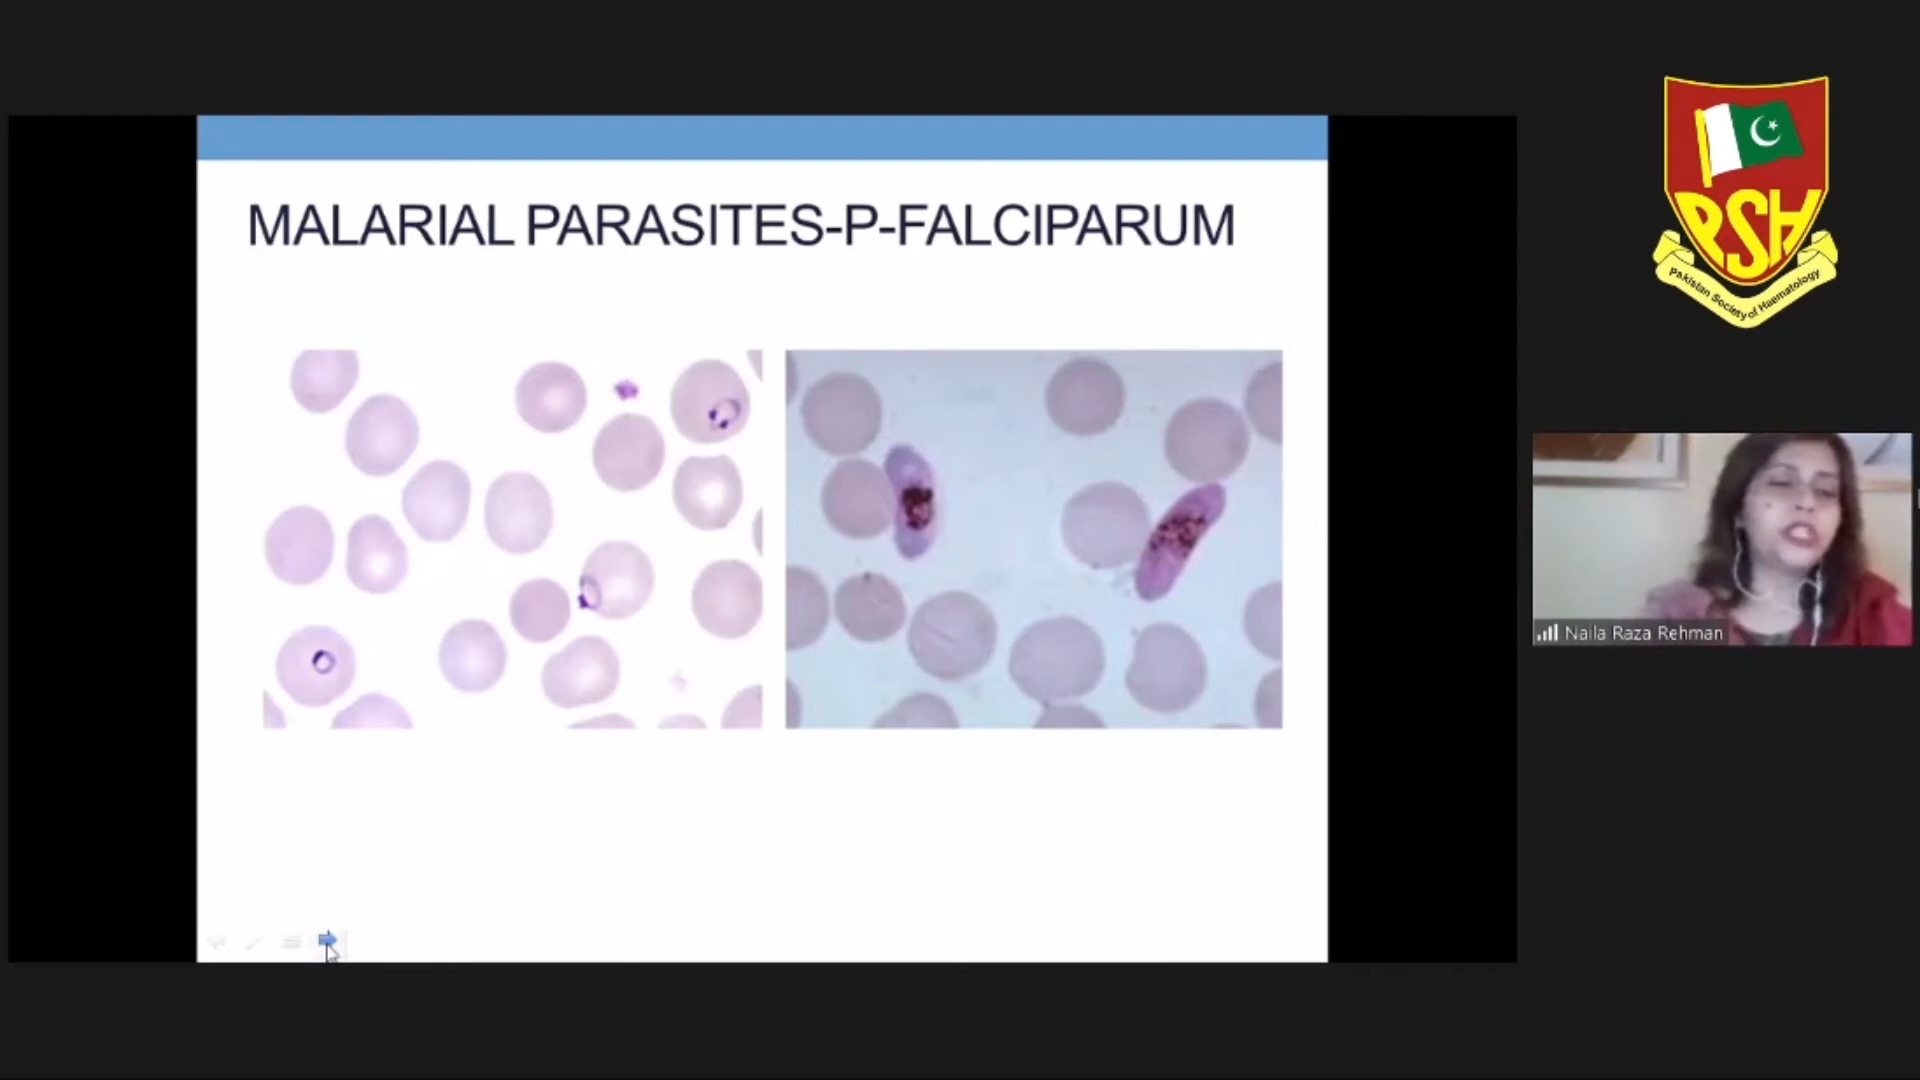 MALARIAL PARASITES-P-FALCIPARUM
PSH
Pakistan Society of Haematology
Naila Raza Rehman